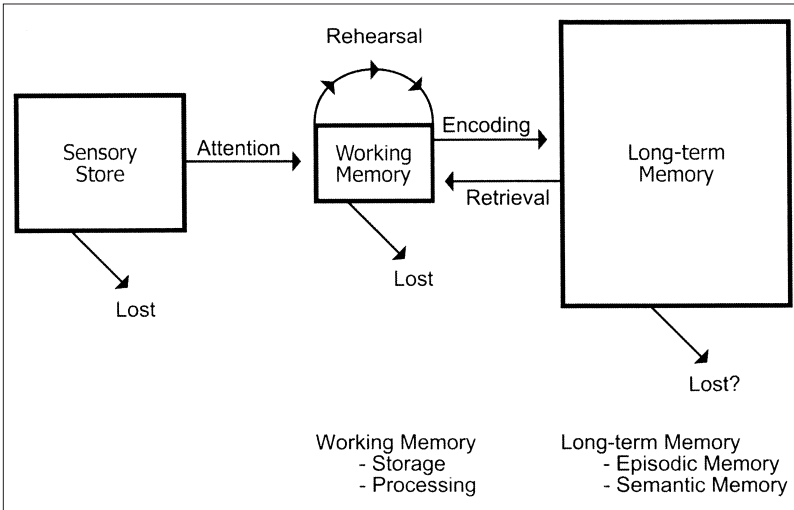 Rehearsal
Sensory
Store
Attention
Working
Memory
Encoding
Retrieval
Long-term
Memory
Lost
Lost
Lost?
Working Memory
- Storage
- Processing
Long-term Memory
- Episodic Memory
- Semantic Memory